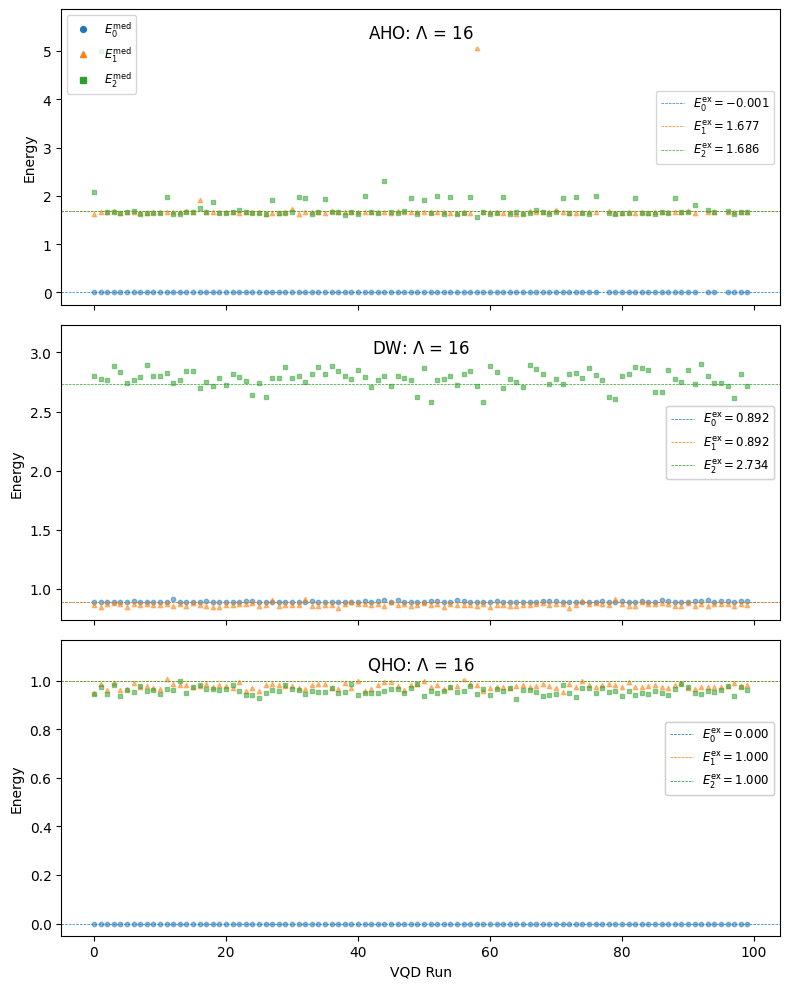 AHO: Λ = 16
E_0^med
E_1^med
E_2^med
E_0^ex = −0.001
E_1^ex = 1.677
E_2^ex = 1.686
Energy
5
4
3
2
1
0
DW: Λ = 16
E_0^ex = 0.892
E_1^ex = 0.892
E_2^ex = 2.734
Energy
3.0
2.5
2.0
1.5
1.0
QHO: Λ = 16
E_0^ex = 0.000
E_1^ex = 1.000
E_2^ex = 1.000
Energy
1.0
0.8
0.6
0.4
0.2
0.0
0 20 40 60 80 100
VQD Run